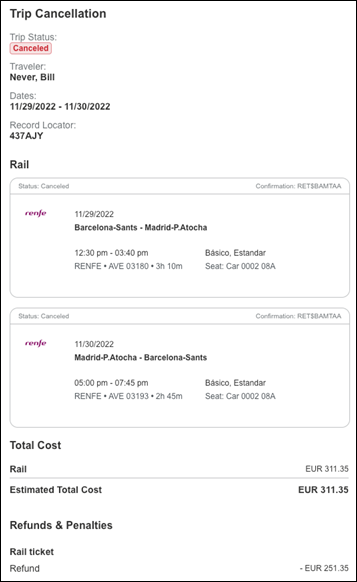 Trip Cancellation
Trip Status:
Canceled
Traveler:
Never, Bill
Dates:
11/29/2022 - 11/30/2022
Record Locator:
437AJY
Rail
Status: Canceled Confirmation: RET$BAMTAA
renfe 11/29/2022
Barcelona-Sants - Madrid-P.Atocha
12:30 pm - 03:40 pm Básico, Estandar
RENFE • AVE 03180 • 3h 10m Seat: Car 0002 08A
Status: Canceled Confirmation: RET$BAMTAA
renfe 11/30/2022
Madrid-P.Atocha - Barcelona-Sants
05:00 pm - 07:45 pm Básico, Estandar
RENFE • AVE 03193 • 2h 45m Seat: Car 0002 08A
Total Cost
Rail EUR 311.35
Estimated Total Cost EUR 311.35
Refunds & Penalties
Rail ticket
Refund - EUR 251.35